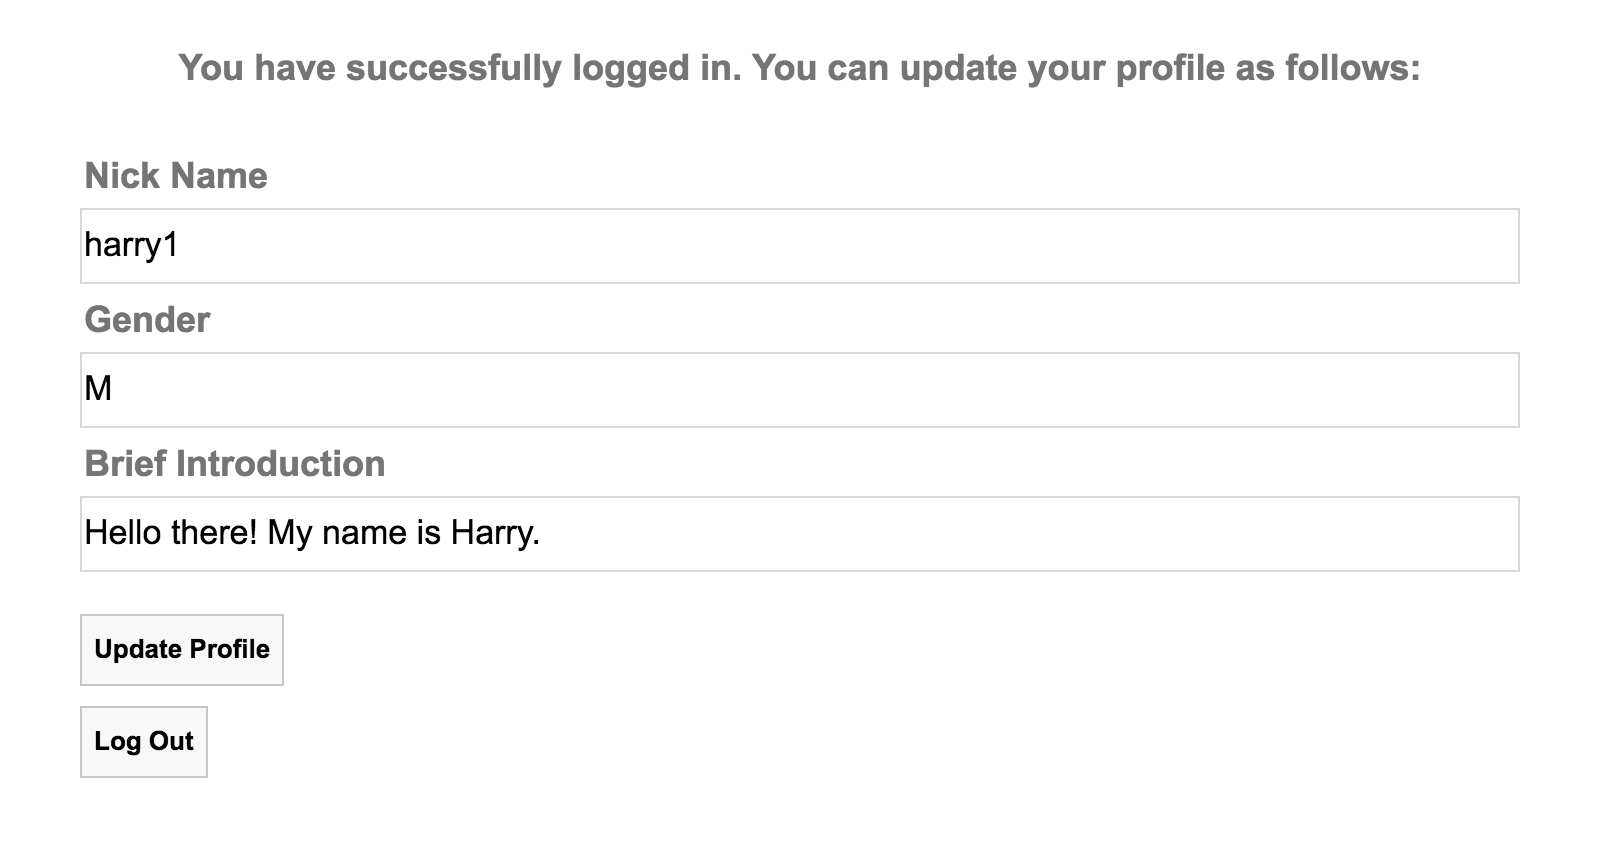 You have successfully logged in. You can update your profile as follows:
Nick Name
harry1
Gender
M
Brief Introduction
Hello there! My name is Harry.
Update Profile
Log Out